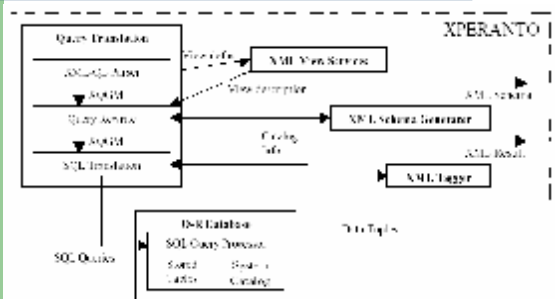 XPERANTO
Query Translation
XML-QL Parser
View defn
XML View Services
XQGM
View description
XML Schema
Query Rewrite
XML Schema Generator
XQGM
Catalog
Info
XML Result
SQL Translation
XML Tagger
O-R Database
Data Tuples
SQL Query Processor
SQL Queries
Stored
System
Tables
Catalog